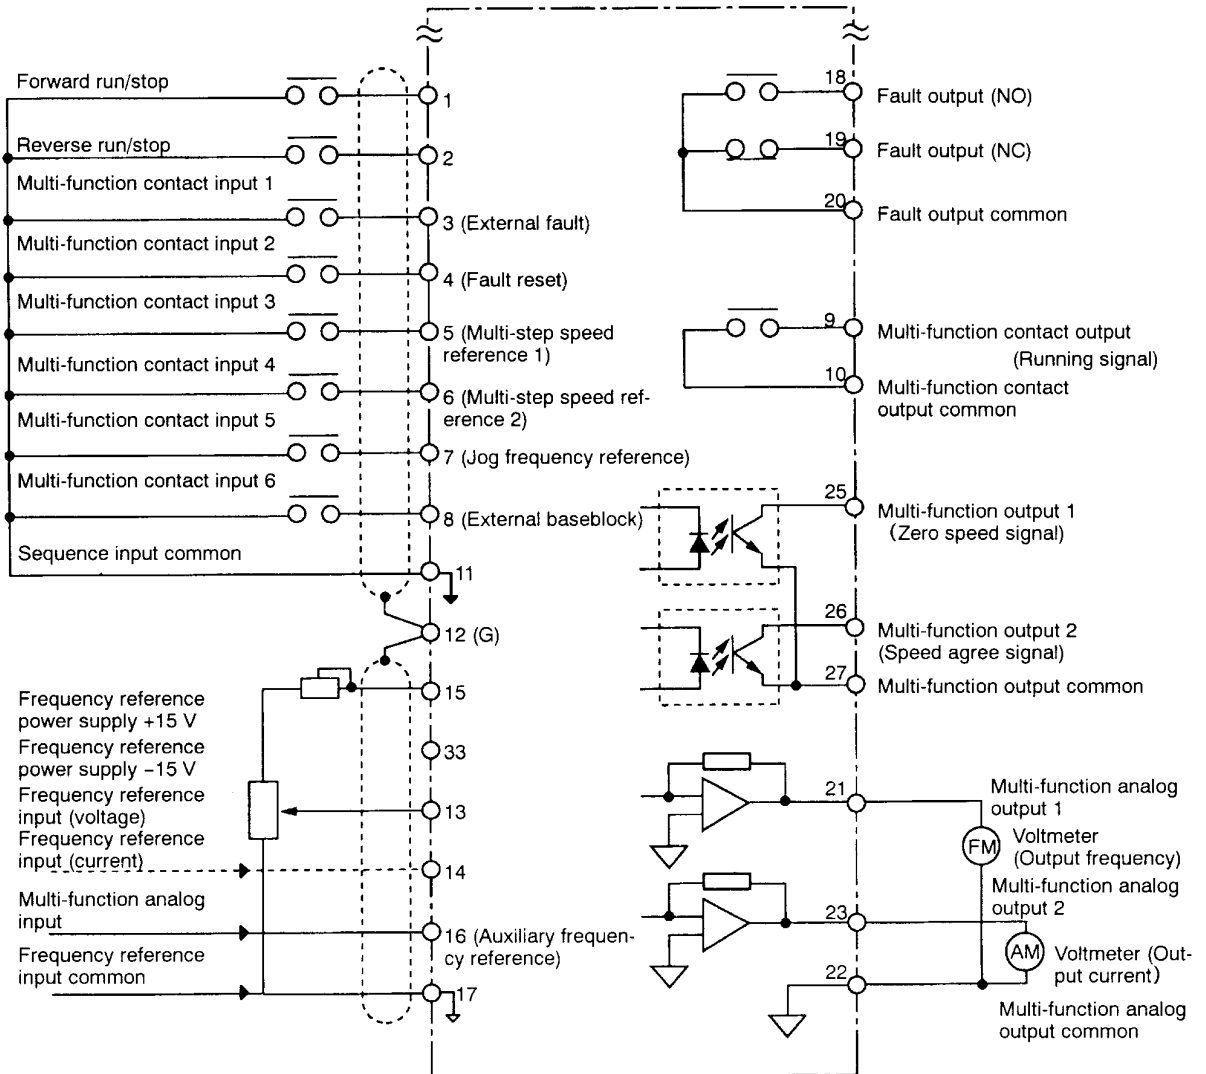 Forward run/stop
1
Reverse run/stop
2
Multi-function contact input 1
3 (External fault)
Multi-function contact input 2
4 (Fault reset)
Multi-function contact input 3
5 (Multi-step speed
reference 1)
Multi-function contact input 4
6 (Multi-step speed ref-
erence 2)
Multi-function contact input 5
7 (Jog frequency reference)
Multi-function contact input 6
8 (External baseblock)
Sequence input common
11
12 (G)
15
Frequency reference
power supply +15 V
33
Frequency reference
power supply −15 V
13
Frequency reference
input (voltage)
Frequency reference
input (current)
14
Multi-function analog
input
16 (Auxiliary frequen-
cy reference)
Frequency reference
input common
17
18
Fault output (NO)
19
Fault output (NC)
20
Fault output common
9
Multi-function contact output
(Running signal)
10
Multi-function contact
output common
25
Multi-function output 1
(Zero speed signal)
26
Multi-function output 2
(Speed agree signal)
27
Multi-function output common
21
Multi-function analog
output 1
FM
Voltmeter
(Output frequency)
Multi-function analog
output 2
23
AM
Voltmeter (Out-
put current)
22
Multi-function analog
output common